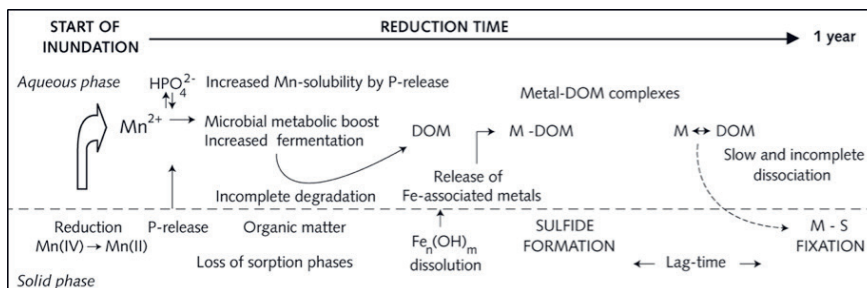 START OF INUNDATION REDUCTION TIME 1 year
Aqueous phase
HPO₄²⁻ Increased Mn-solubility by P-release
Metal-DOM complexes
Mn²⁺ → Microbial metabolic boost
Increased fermentation
DOM
M -DOM
M ↔ DOM
Slow and incomplete
dissociation
Incomplete degradation
Release of
Fe-associated metals
Reduction
Mn(IV) → Mn(II)
P-release
Organic matter
Loss of sorption phases
Feₙ(OH)ₘ
dissolution
SULFIDE
FORMATION
← Lag-time →
M - S
FIXATION
Solid phase